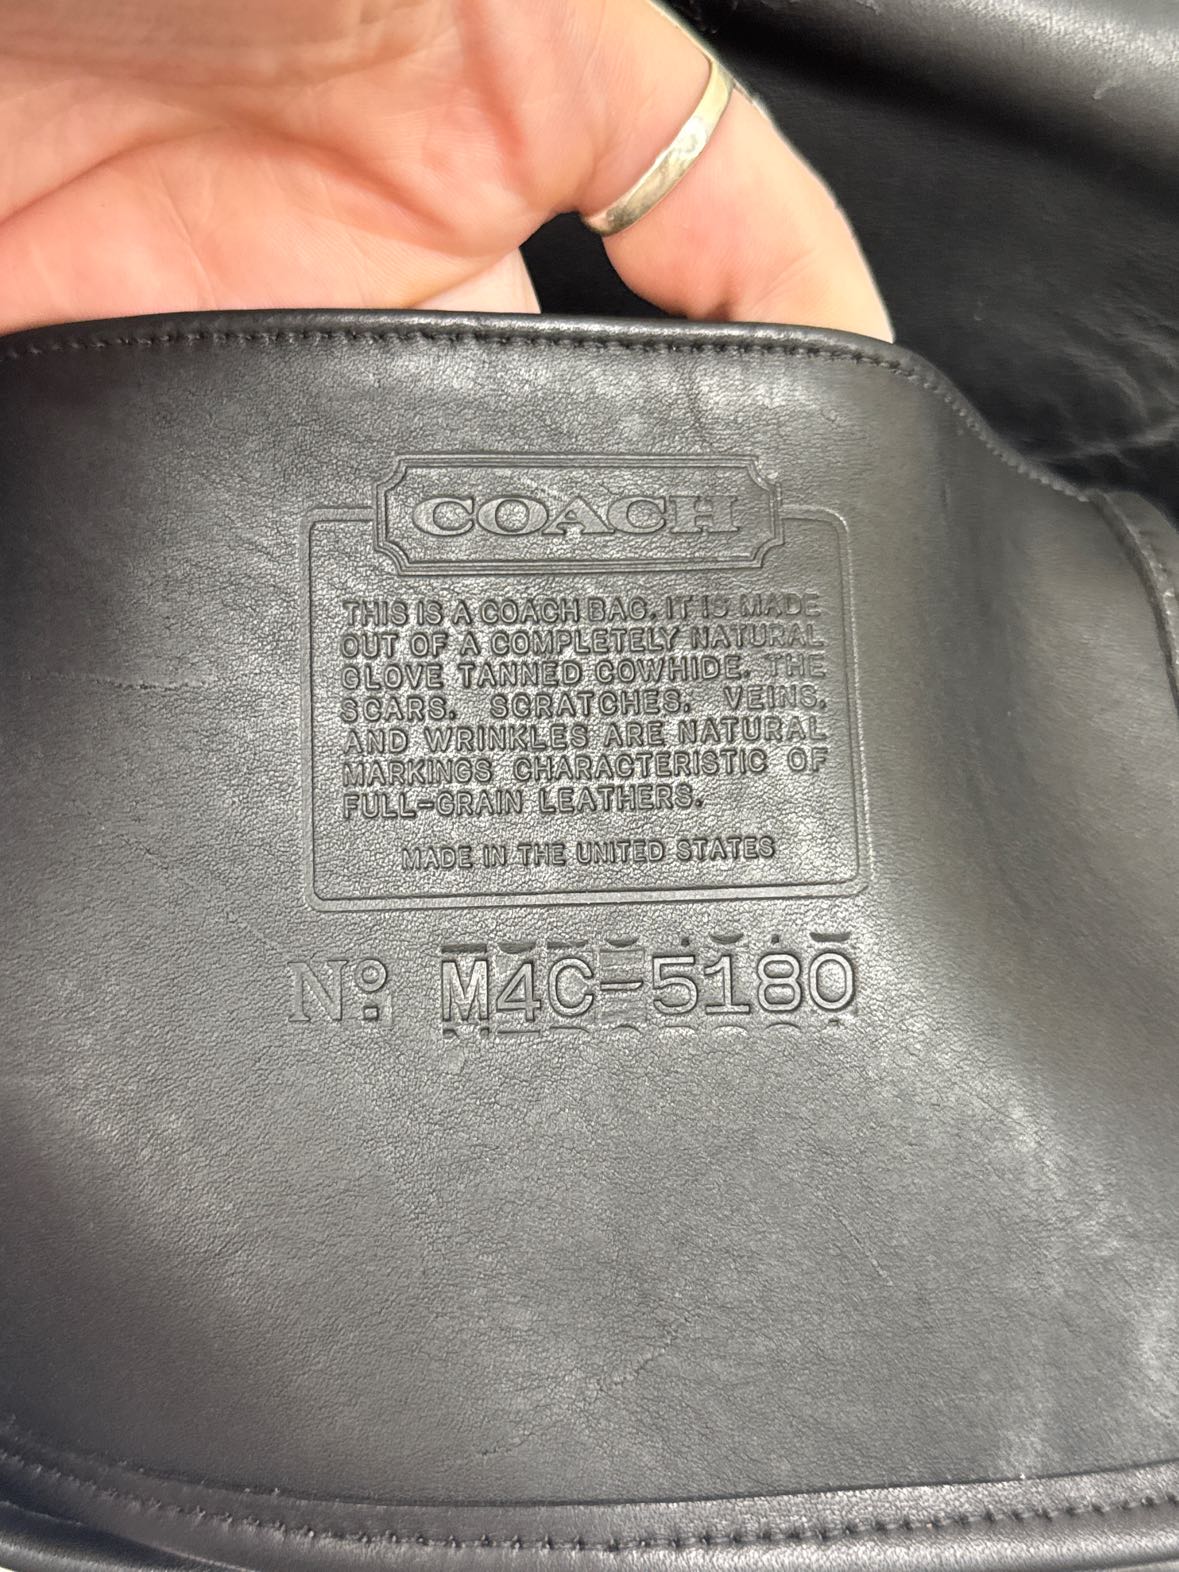 COACH
THIS IS A COACH BAG. IT IS MADE
OUT OF A COMPLETELY NATURAL
GLOVE TANNED COWHIDE. THE
SCARS, SCRATCHES, VEINS,
AND WRINKLES ARE NATURAL
MARKINGS CHARACTERISTIC OF
FULL-GRAIN LEATHERS.
MADE IN THE UNITED STATES
Nº M4C-5180